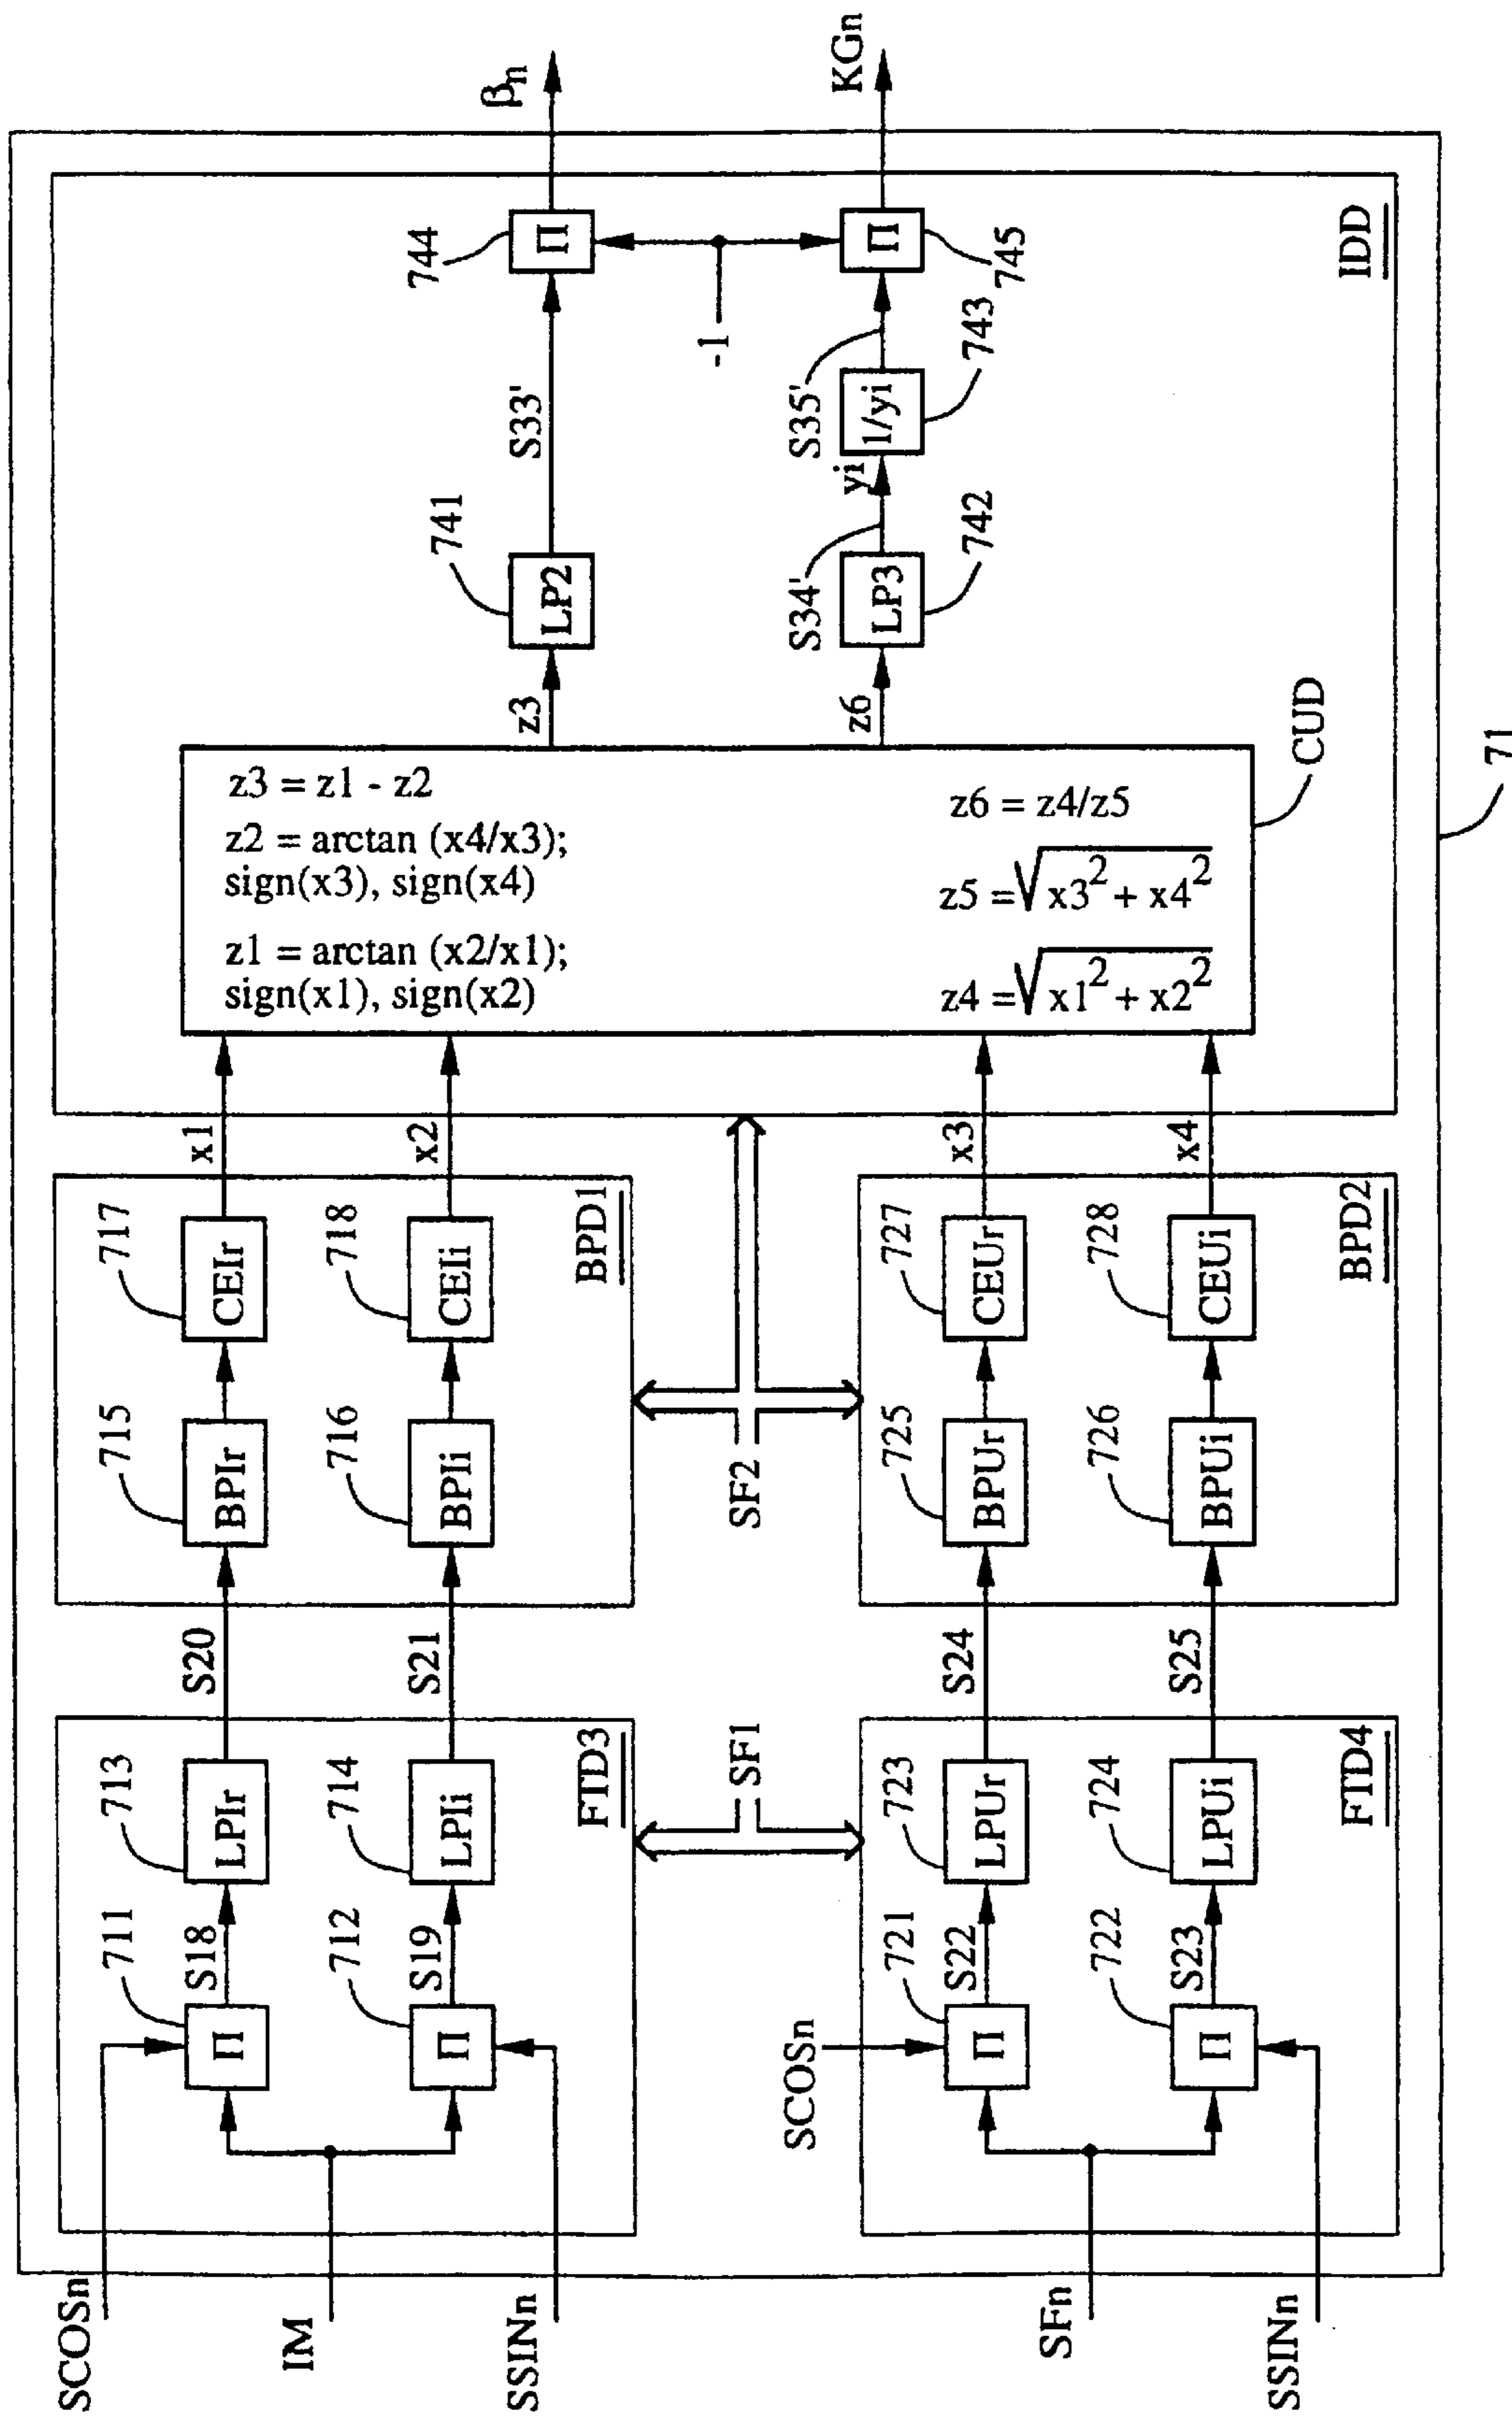 SCOSn
IM
SSINn
711
Π
S18
713
LPIr
S20
712
Π
S19
714
LPIi
S21
FTD3
715
BPIr
717
CEIr
x1
716
BPIi
718
CEIi
x2
BPD1
SF1
SF2
SCOSn
SFn
SSINn
721
Π
S22
723
LPUr
S24
722
Π
S23
724
LPUi
S25
FTD4
725
BPUr
727
CEUr
x3
726
BPUi
728
CEUi
x4
BPD2
z3 = z1 - z2
z2 = arctan (x4/x3);
sign(x3), sign(x4)
z1 = arctan (x2/x1);
sign(x1), sign(x2)
z6 = z4/z5
z5 = √x3² + x4²
z4 = √x1² + x2²
CUD
z3
741
LP2
S33'
744
Π
βn
-1
z6
S34'
LP3
742
yi
S35'
1/yi
743
Π
745
KGn
IDD
71